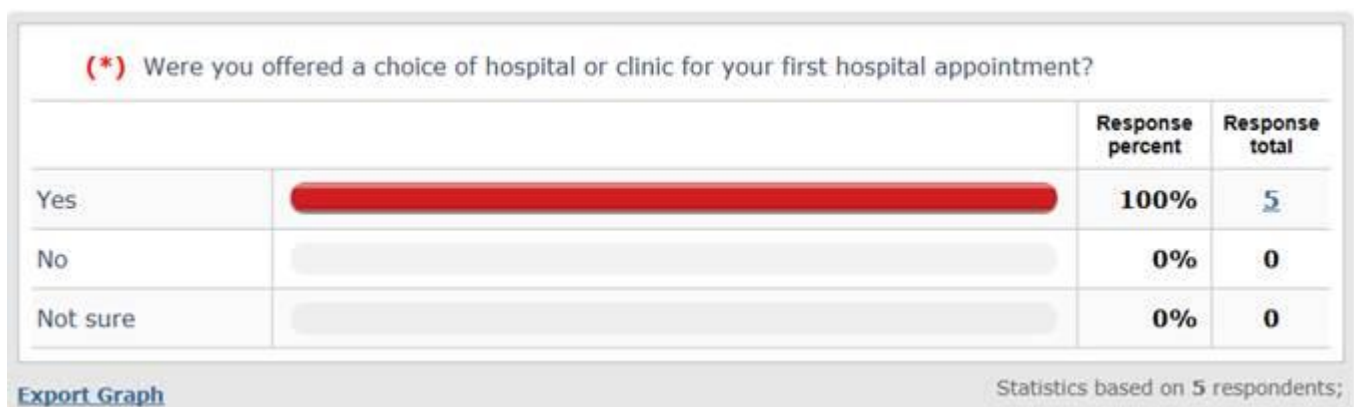 (*) Were you offered a choice of hospital or clinic for your first hospital appointment?
Response percent Response total
Yes 100% 5
No 0% 0
Not sure 0% 0
Export Graph Statistics based on 5 respondents;